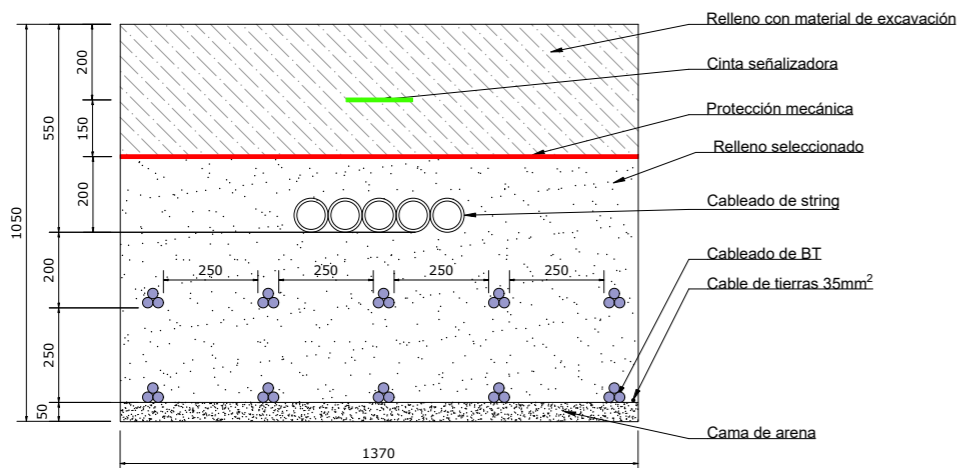 Relleno con material de excavación
Cinta señalizadora
Protección mecánica
Relleno seleccionado
Cableado de string
Cableado de BT
Cable de tierras 35mm²
Cama de arena
1050
550
200
250
50
200
150
200
250
250
250
250
1370